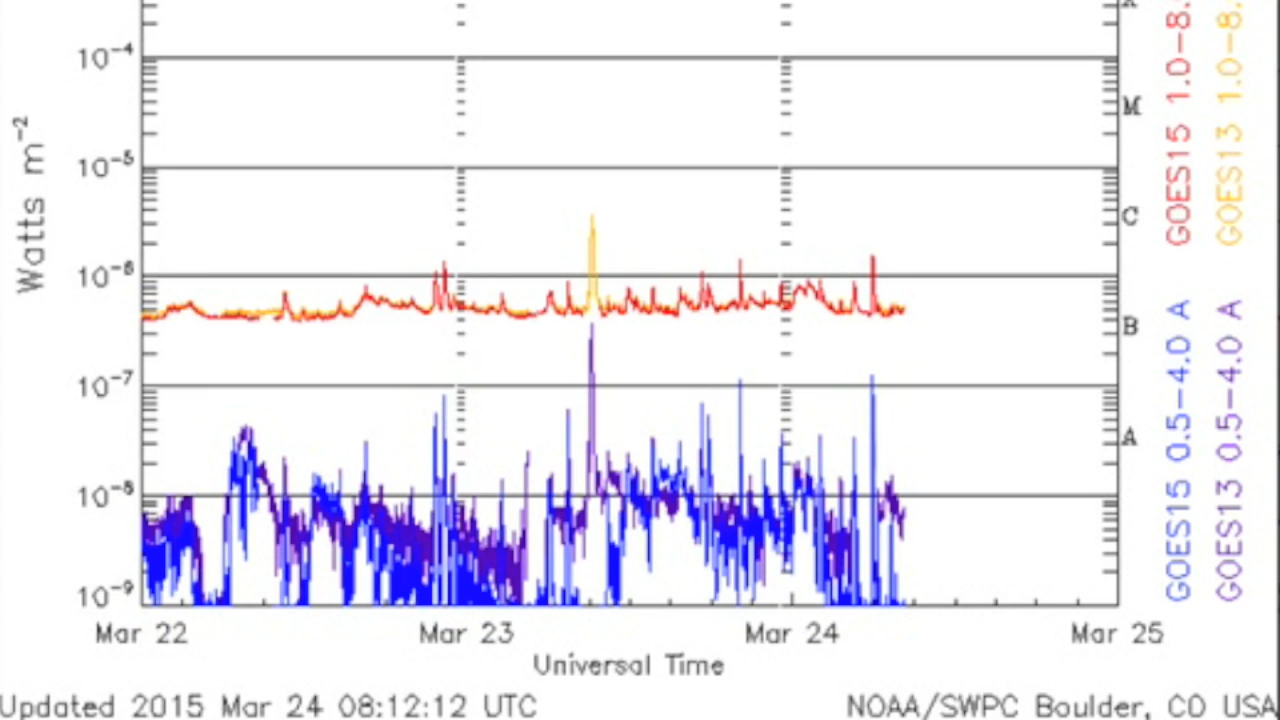 10⁻⁴
10⁻⁵
10⁻⁶
10⁻⁷
10⁻⁸
10⁻⁹
Watts m⁻²
M
C
B
A
GOES15 1.0-8.
GOES13 1.0-8.
GOES15 0.5-4.0 A
GOES13 0.5-4.0 A
Mar 22 Mar 23 Mar 24 Mar 25
Universal Time
Updated 2015 Mar 24 08:12:12 UTC NOAA/SWPC Boulder, CO USA